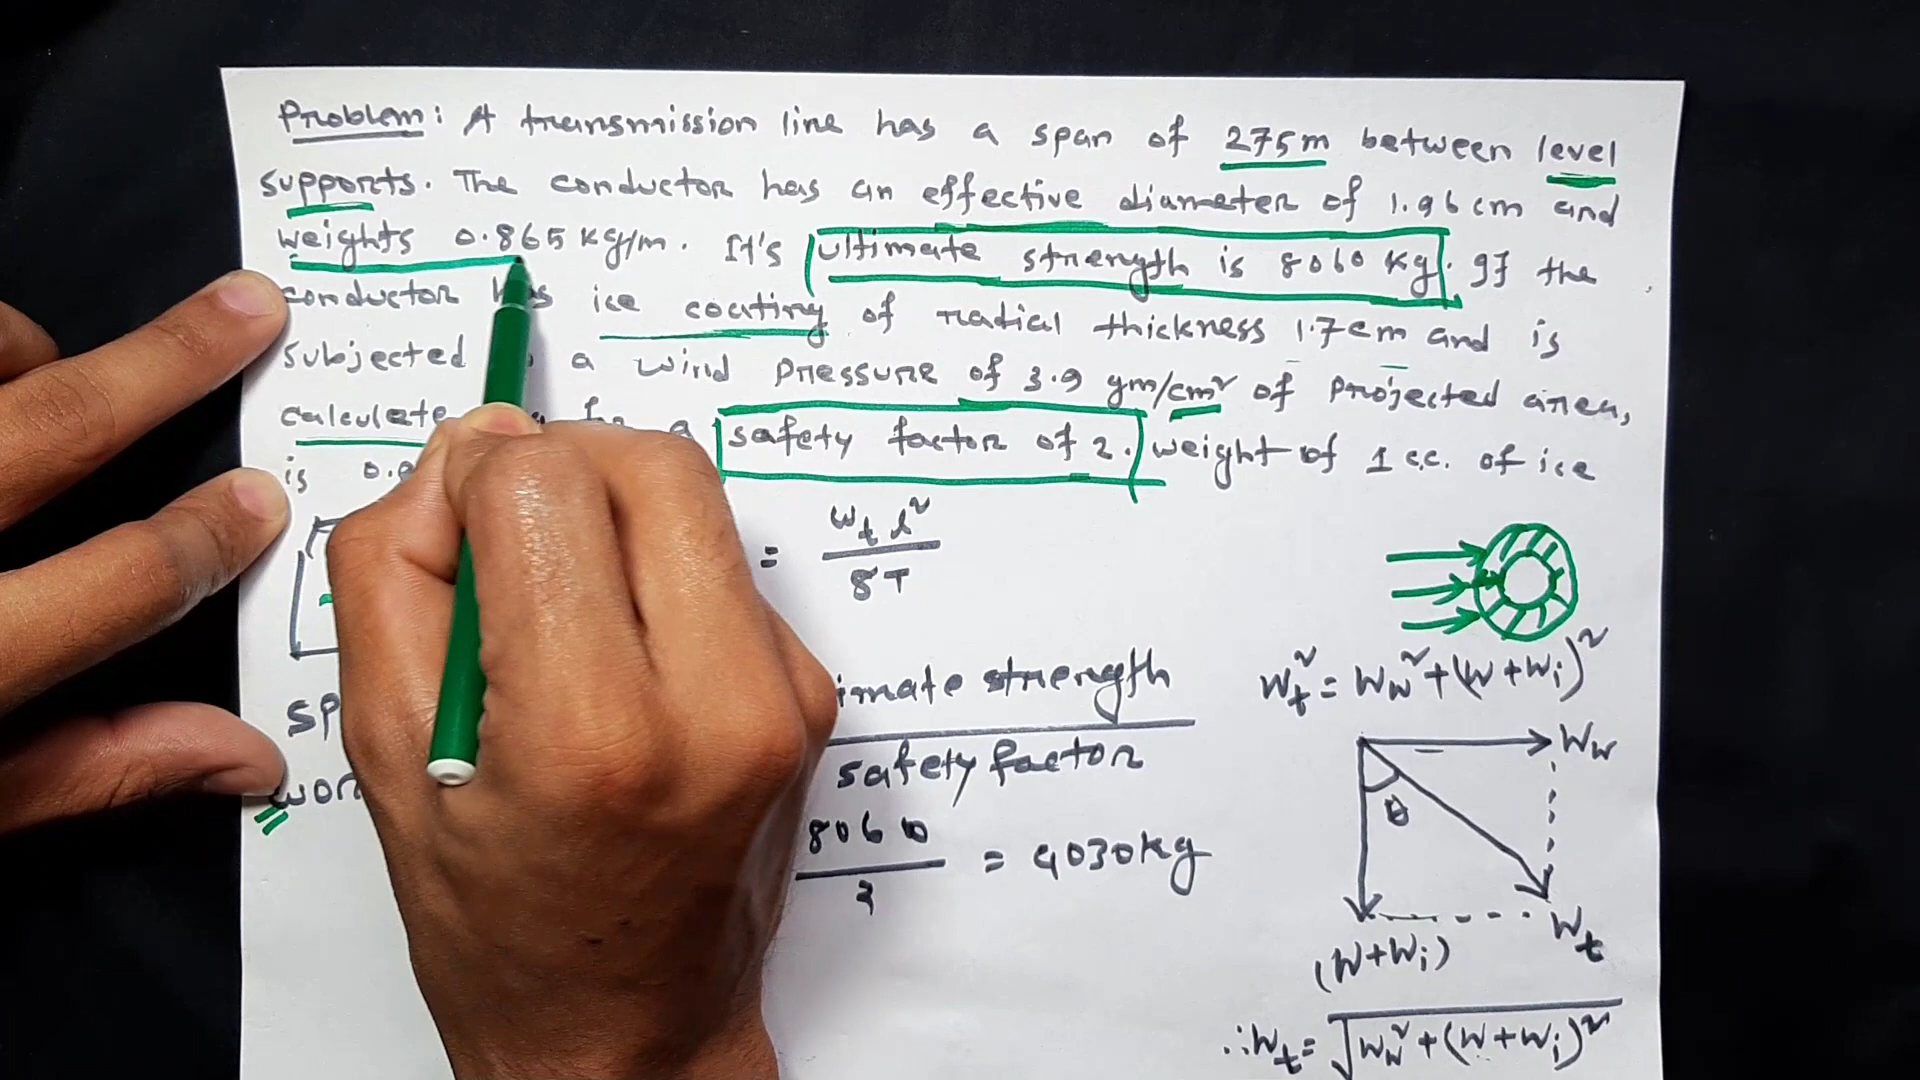 Problem: A transmission line has a span of 275m between level
supports. The conductor has an effective diameter of 1.96cm and
weights 0.865 kg/m. It's ultimate strength is 8060 kg. If the
conductor ice coating of radial thickness 1.7cm and is
subjected a wind pressure of 3.9 gm/cm² of projected area,
calculate safety factor of 2. Weight of 1 c.c. of ice
is
= wt l² / 8T
strength
safety factor
8060 / 2 = 4030kg
Wt² = Ww² + (W+Wi)²
Ww
θ
Wt
(W+Wi)
∴ Wt = √Ww² + (W+Wi)²